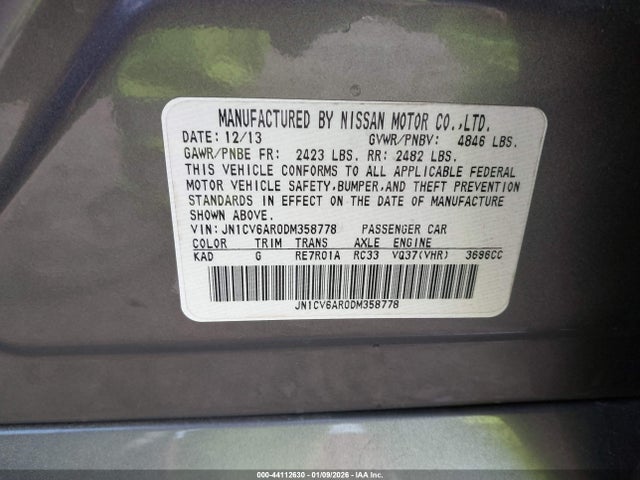 MANUFACTURED BY NISSAN MOTOR CO.,LTD.
DATE: 12/13 GVWR/PNBV: 4846 LBS.
GAWR/PNBE FR: 2423 LBS. RR: 2482 LBS.
THIS VEHICLE CONFORMS TO ALL APPLICABLE FEDERAL
MOTOR VEHICLE SAFETY, BUMPER, AND THEFT PREVENTION
STANDARDS IN EFFECT ON THE DATE OF MANUFACTURE
SHOWN ABOVE.
VIN: JN1CV6AR0DM358778 PASSENGER CAR
COLOR TRIM TRANS AXLE ENGINE
KAD G RE7R01A RC33 VQ37(VHR) 3696CC
JN1CV6AR0DM358778
000-44112630 - 01/09/2026 - IAA Inc.